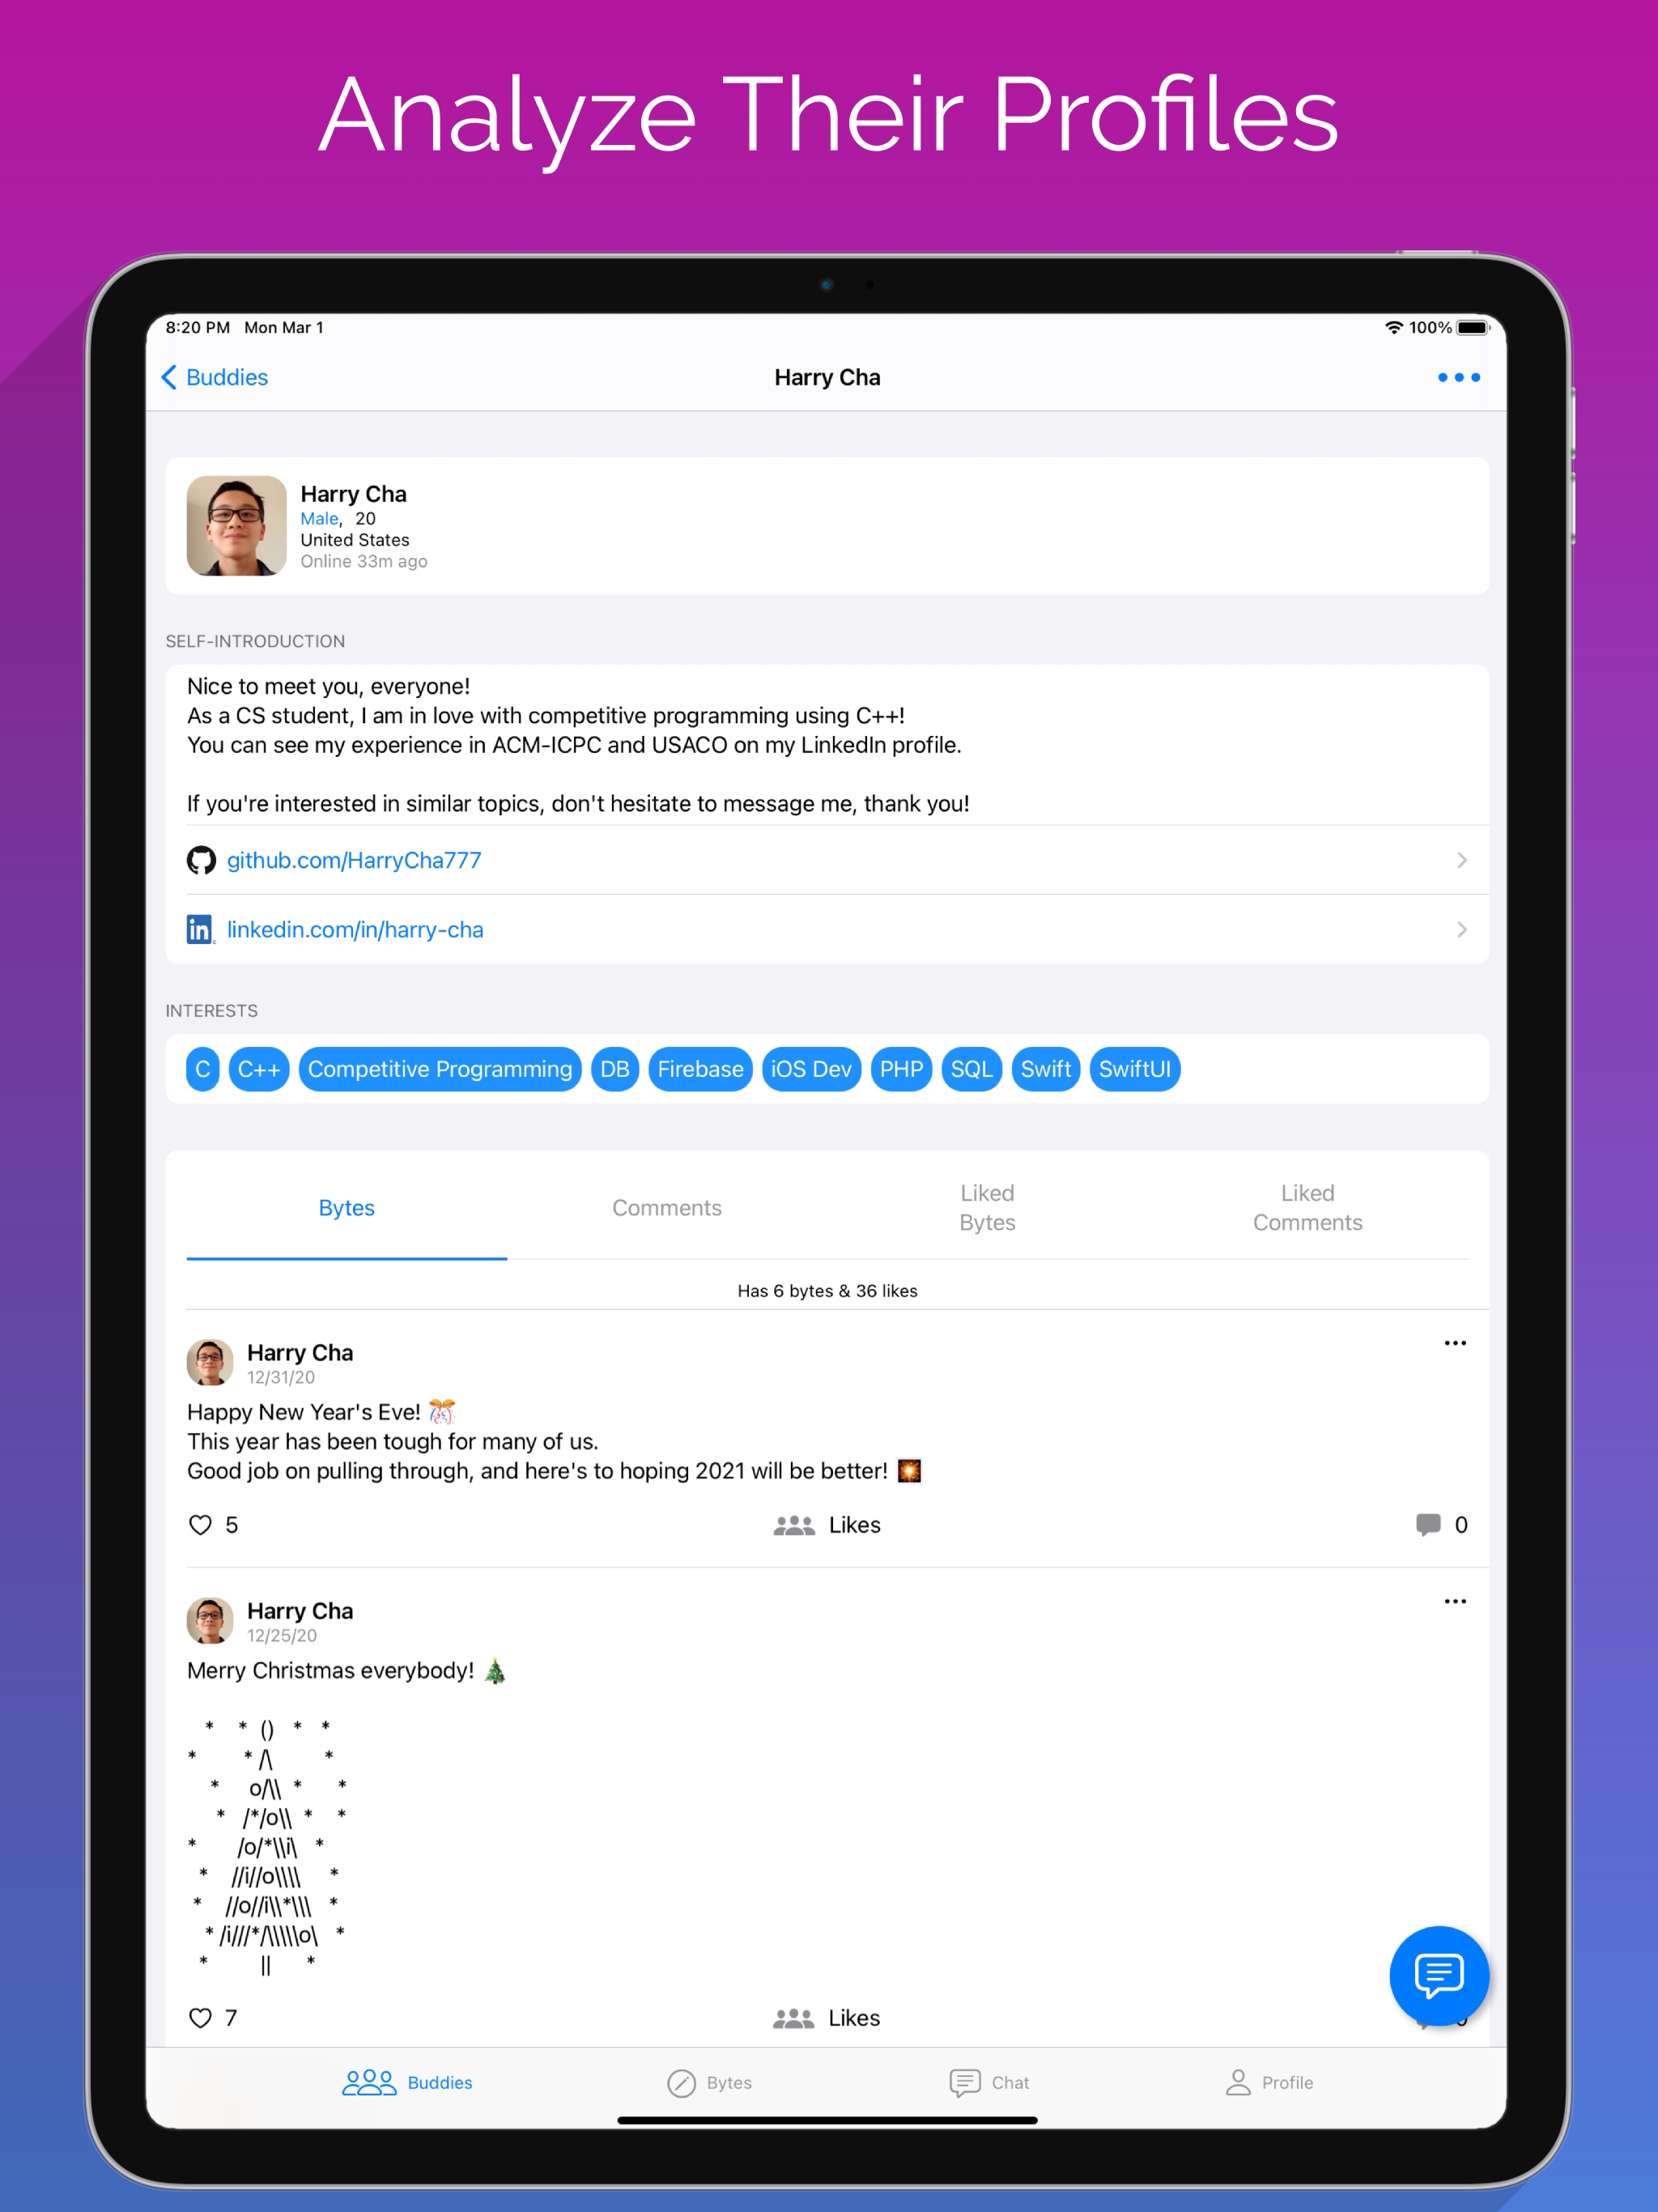 Analyze Their Profiles
8:20 PM Mon Mar 1
100%
Buddies
Harry Cha
Harry Cha
Male, 20
United States
Online 33m ago
SELF-INTRODUCTION
Nice to meet you, everyone!
As a CS student, I am in love with competitive programming using C++!
You can see my experience in ACM-ICPC and USACO on my LinkedIn profile.
If you're interested in similar topics, don't hesitate to message me, thank you!
github.com/HarryCha777
in linkedin.com/in/harry-cha
INTERESTS
C C++ Competitive Programming DB Firebase iOS Dev PHP SQL Swift SwiftUI
Bytes Comments Liked Bytes Liked Comments
Has 6 bytes & 36 likes
Harry Cha
12/31/20
Happy New Year's Eve! 🎊
This year has been tough for many of us.
Good job on pulling through, and here's to hoping 2021 will be better! 🎇
5 Likes 0
Harry Cha
12/25/20
Merry Christmas everybody! 🎄
* * () * *
* * /\ *
* o/\\ * *
* /*/o\\ * *
* /o/*\\i\ *
* //i//o\\\\ *
* //o//i\\*\\\ *
* /i///*/\\\\\o\ *
* || *
7 Likes
Buddies Bytes Chat Profile